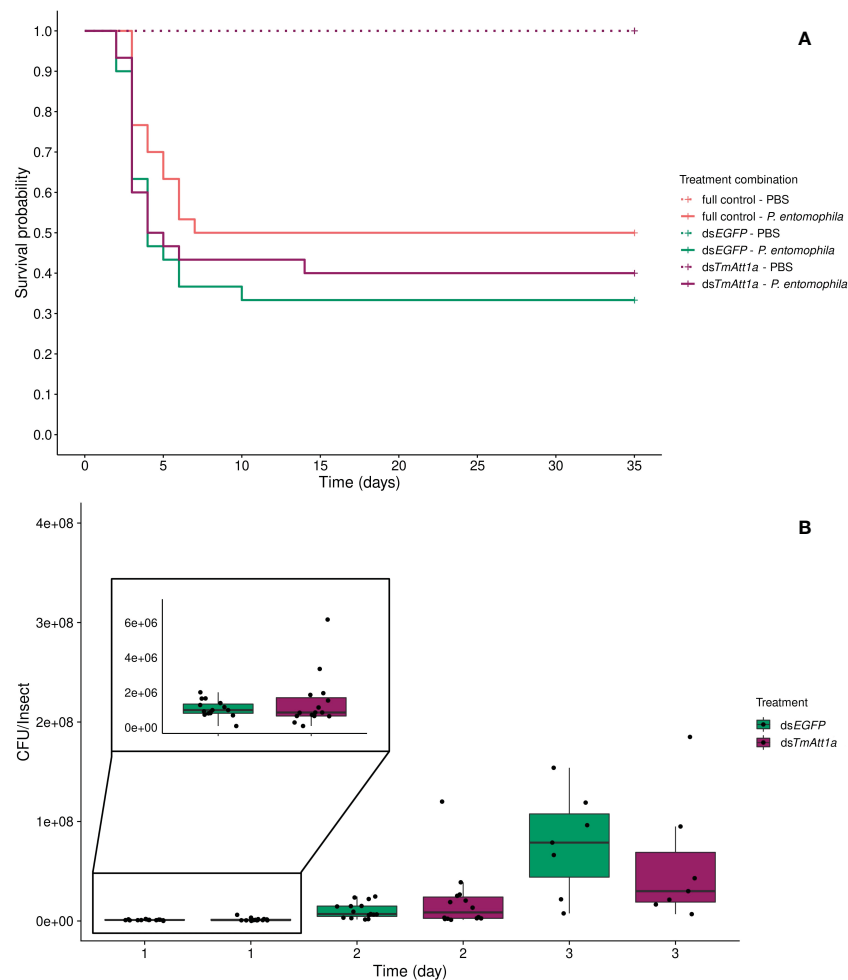 A
1.0
0.9
0.8
0.7
0.6
0.5
0.4
0.3
0.2
0.1
0.0
Survival probability
0 5 10 15 20 25 30 35
Time (days)
Treatment combination
full control - PBS
full control - P. entomophila
dsEGFP - PBS
dsEGFP - P. entomophila
dsTmAtt1a - PBS
dsTmAtt1a - P. entomophila
B
4e+08
3e+08
2e+08
1e+08
0e+00
CFU/Insect
6e+06
4e+06
2e+06
0e+00
1 1 2 2 3 3
Time (day)
Treatment
dsEGFP
dsTmAtt1a